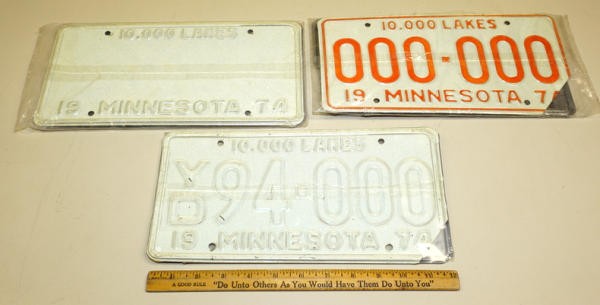 10.000 LAKES
19 MINNESOTA 74
10.000 LAKES
000-000
19 MINNESOTA 74
10.000 LAKES
94-000
19 MINNESOTA 74
A GOOD RULE "Do Unto Others As You Would Have Them Do Unto You"